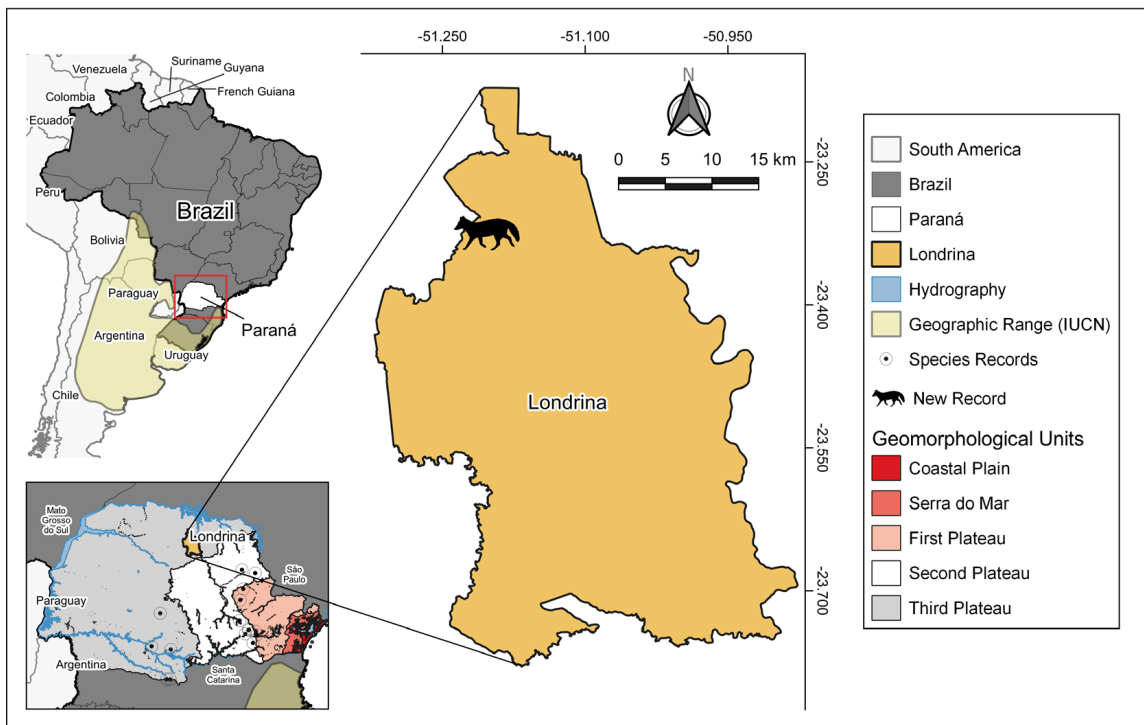 Venezuela
Suriname
Guyana
French Guiana
Colombia
Ecuador
Peru
Brazil
Bolivia
Paraguay
Paraná
Argentina
Uruguay
Chile
-51.250
-51.100
-50.950
N
0 5 10 15 km
-23.250
-23.400
-23.550
-23.700
Londrina
Mato
Grosso
do Sul
Londrina
São
Paulo
Paraguay
Argentina
Santa
Catarina
South America
Brazil
Paraná
Londrina
Hydrography
Geographic Range (IUCN)
Species Records
New Record
Geomorphological Units
Coastal Plain
Serra do Mar
First Plateau
Second Plateau
Third Plateau